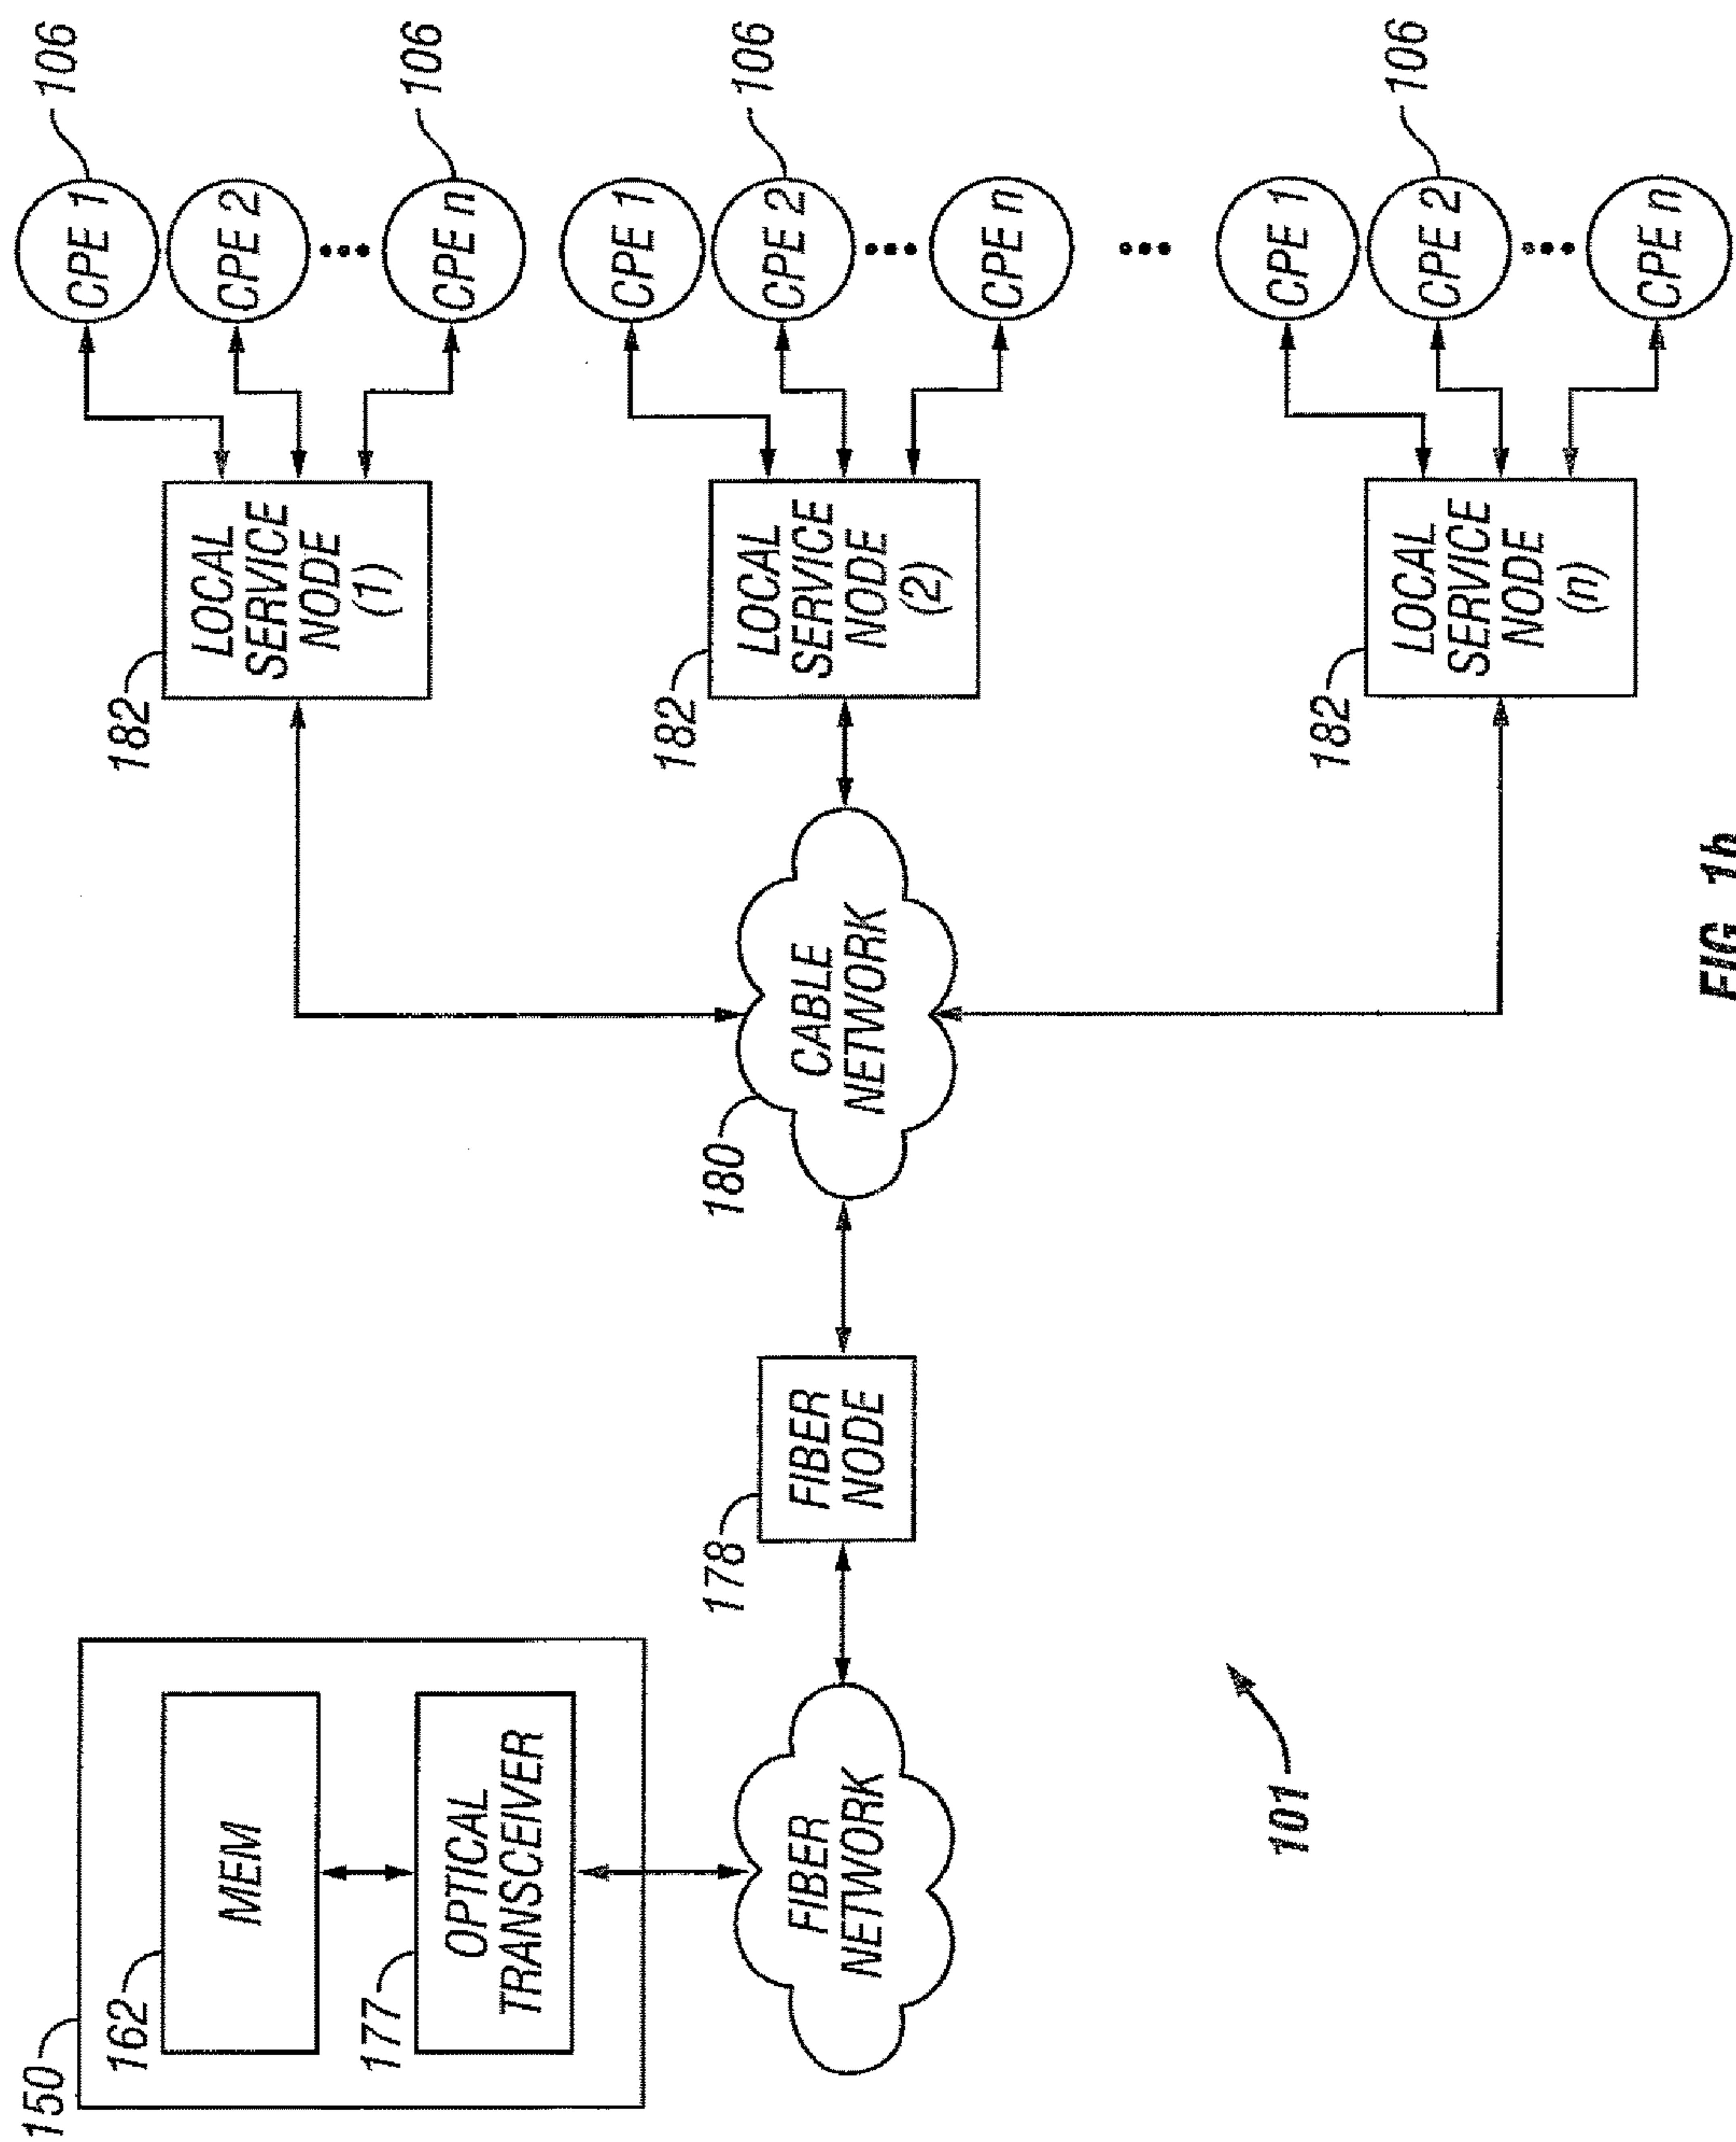 150
162
MEM
177
OPTICAL
TRANSCEIVER
FIBER
NETWORK
178
FIBER
NODE
180
CABLE
NETWORK
182
LOCAL
SERVICE
NODE
(1)
CPE 1
106
CPE 2
CPE n
106
182
LOCAL
SERVICE
NODE
(2)
CPE 1
CPE 2
106
CPE n
182
LOCAL
SERVICE
NODE
(n)
CPE 1
CPE 2
106
CPE n
101
FIG. 1b